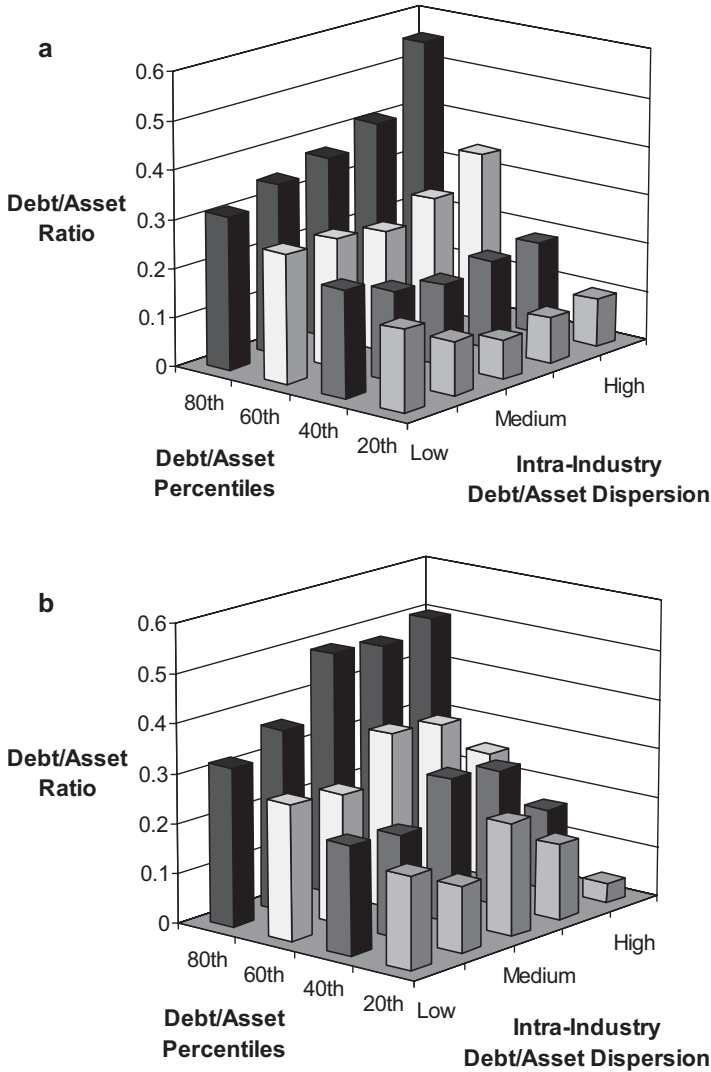 a
0.6
0.5
0.4
0.3
0.2
0.1
0
Debt/Asset
Ratio
80th
60th
40th
20th
Low
Medium
High
Debt/Asset
Percentiles
Intra-Industry
Debt/Asset Dispersion
b
0.6
0.5
0.4
0.3
0.2
0.1
0
Debt/Asset
Ratio
80th
60th
40th
20th
Low
Medium
High
Debt/Asset
Percentiles
Intra-Industry
Debt/Asset Dispersion